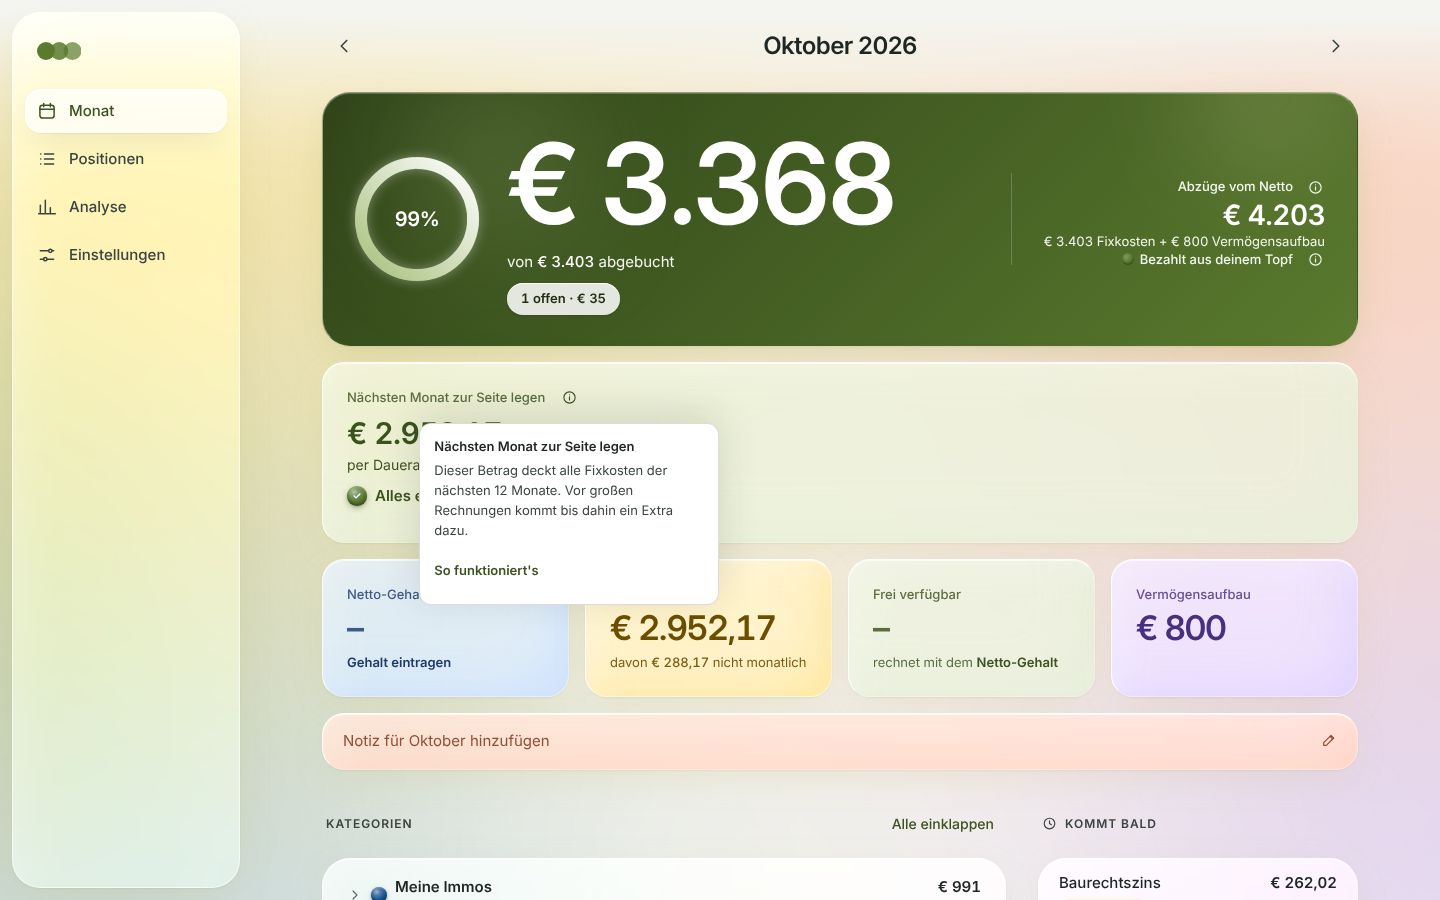 Oktober 2026
Monat
Positionen
Analyse
Einstellungen
99%
€ 3.368
von € 3.403 abgebucht
1 offen · € 35
Abzüge vom Netto
€ 4.203
€ 3.403 Fixkosten + € 800 Vermögensaufbau
Bezahlt aus deinem Topf
Nächsten Monat zur Seite legen
€ 2.9
per Dauera
Alles e
Nächsten Monat zur Seite legen
Dieser Betrag deckt alle Fixkosten der
nächsten 12 Monate. Vor großen
Rechnungen kommt bis dahin ein Extra
dazu.
So funktioniert's
Netto-Geha
–
Gehalt eintragen
€ 2.952,17
davon € 288,17 nicht monatlich
Frei verfügbar
–
rechnet mit dem Netto-Gehalt
Vermögensaufbau
€ 800
Notiz für Oktober hinzufügen
KATEGORIEN
Alle einklappen
KOMMT BALD
Meine Immos
€ 991
Baurechtszins
€ 262,02